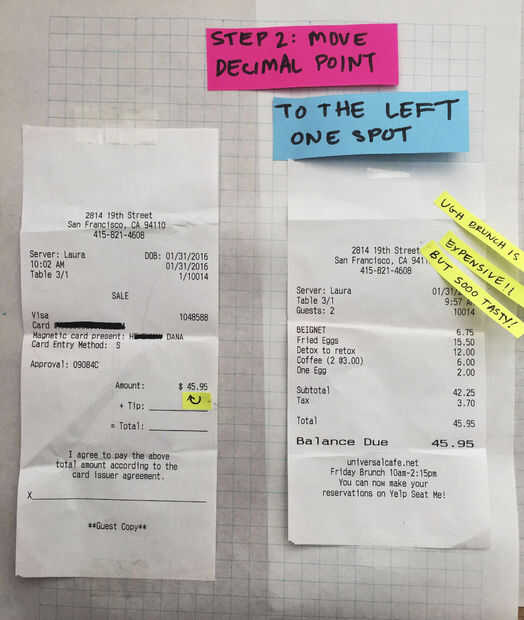 STEP 2: MOVE
DECIMAL POINT
TO THE LEFT
ONE SPOT
2814 19th Street
San Francisco, CA 94110
415-821-4608
Server: Laura DOB: 01/31/2016
10:02 AM 01/31/2016
Table 3/1 1/10014
SALE
Visa 1048588
Card
Magnetic card present: DANA
Card Entry Method: S
Approval: 09084C
Amount: $ 45.95
+ Tip:
= Total:
I agree to pay the above
total amount according to the
card issuer agreement.
X
**Guest Copy**
2814 19th Street
San Francisco, CA
415-821-4608
Server: Laura
Table 3/1 9:57
Guests: 2 10014
BEIGNET 6.75
Fried Eggs 15.50
Detox to retox 12.00
Coffee (2 @3.00) 6.00
One Egg 2.00
Subtotal 42.25
Tax 3.70
Total 45.95
Balance Due 45.95
universalcafe.net
Friday Brunch 10am-2:15pm
You can now make your
reservations on Yelp Seat Me!
UGH BRUNCH IS
EXPENSIVE!!
BUT SOOO TASTY!